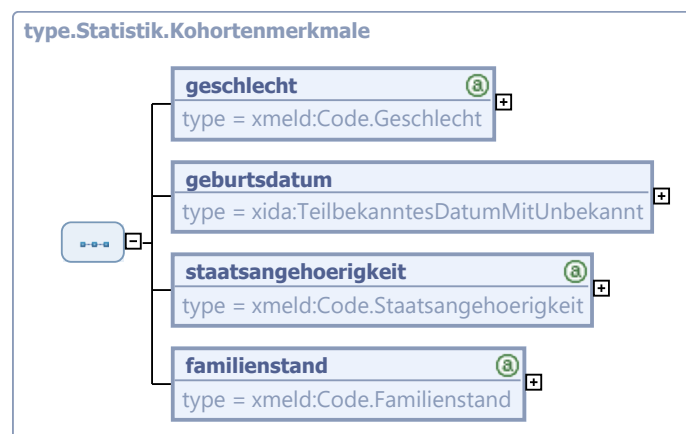 type.Statistik.Kohortenmerkmale
geschlecht
type = xmeld:Code.Geschlecht
geburtsdatum
type = xida:TeilbekanntesDatumMitUnbekannt
staatsangehoerigkeit
type = xmeld:Code.Staatsangehoerigkeit
familienstand
type = xmeld:Code.Familienstand